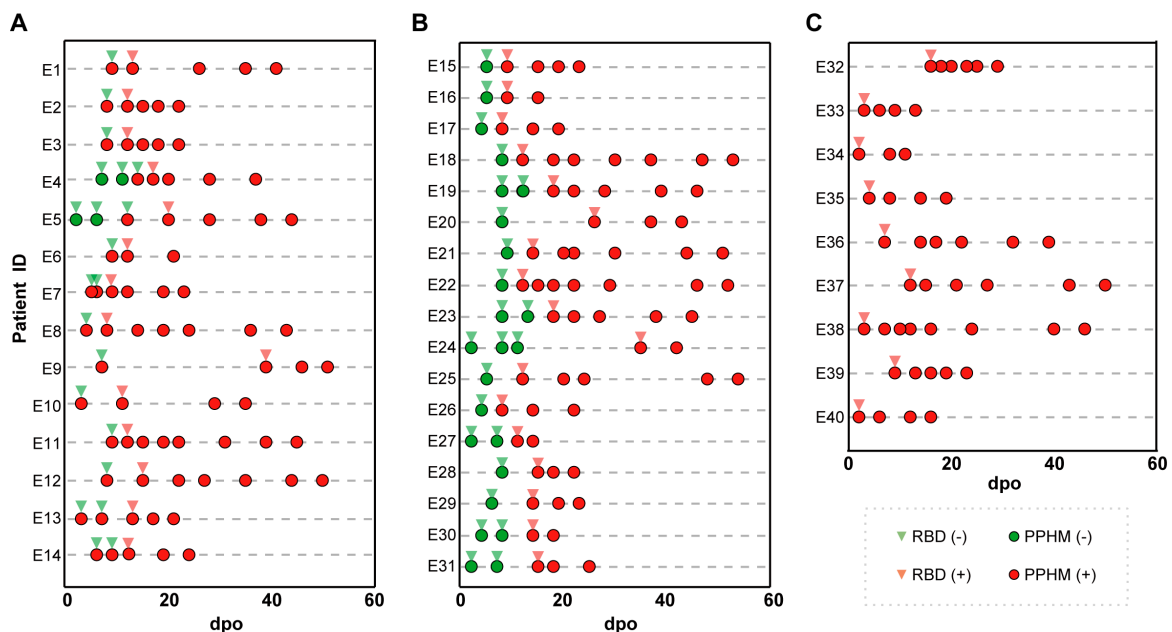 A
Patient ID
E1
E2
E3
E4
E5
E6
E7
E8
E9
E10
E11
E12
E13
E14
0 20 40 60
dpo
B
E15
E16
E17
E18
E19
E20
E21
E22
E23
E24
E25
E26
E27
E28
E29
E30
E31
0 20 40 60
dpo
C
E32
E33
E34
E35
E36
E37
E38
E39
E40
0 20 40 60
dpo
RBD (-) PPHM (-)
RBD (+) PPHM (+)